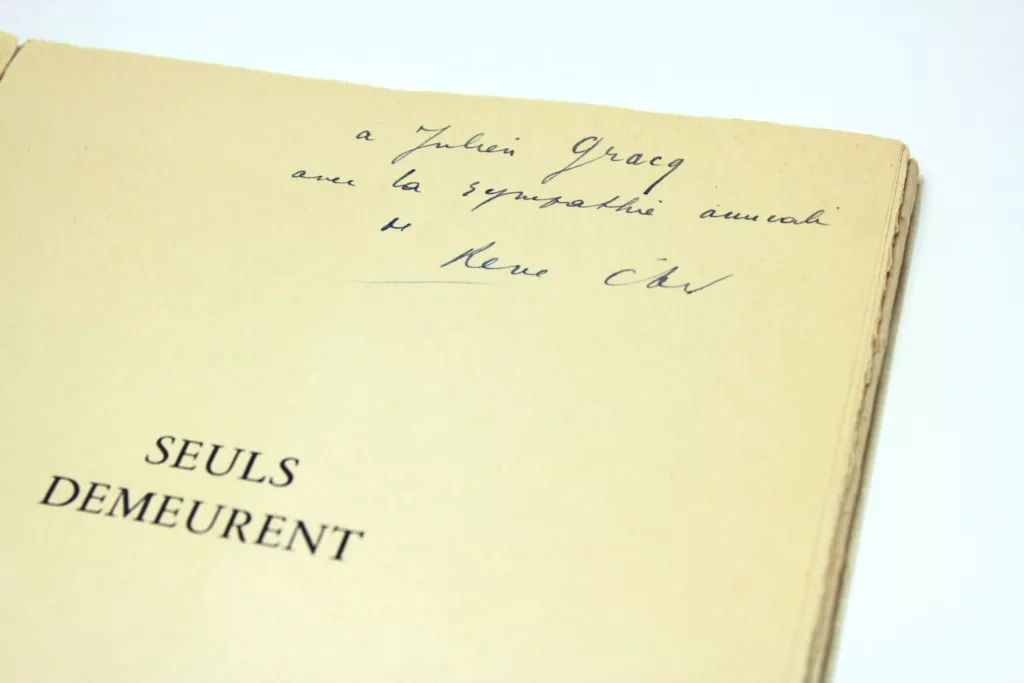 a Julien Gracq
avec la sympathie amicale
de
René Char
SEULS
DEMEURENT